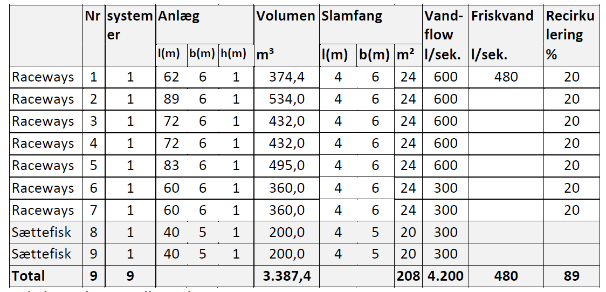 Nr system er Anlæg Volumen Slamfang Vand-flow Friskvand Recirku lering
l(m) b(m) h(m) m³ l(m) b(m) m² l/sek. l/sek. %
Raceways 1 1 62 6 1 374,4 4 6 24 600 480 20
Raceways 2 1 89 6 1 534,0 4 6 24 600 20
Raceways 3 1 72 6 1 432,0 4 6 24 600 20
Raceways 4 1 72 6 1 432,0 4 6 24 600 20
Raceways 5 1 83 6 1 495,0 4 6 24 600 20
Raceways 6 1 60 6 1 360,0 4 6 24 300 20
Raceways 7 1 60 6 1 360,0 4 6 24 300 20
Sættefisk 8 1 40 5 1 200,0 4 5 20 300
Sættefisk 9 1 40 5 1 200,0 4 5 20 300
Total 9 9 3.387,4 208 4.200 480 89